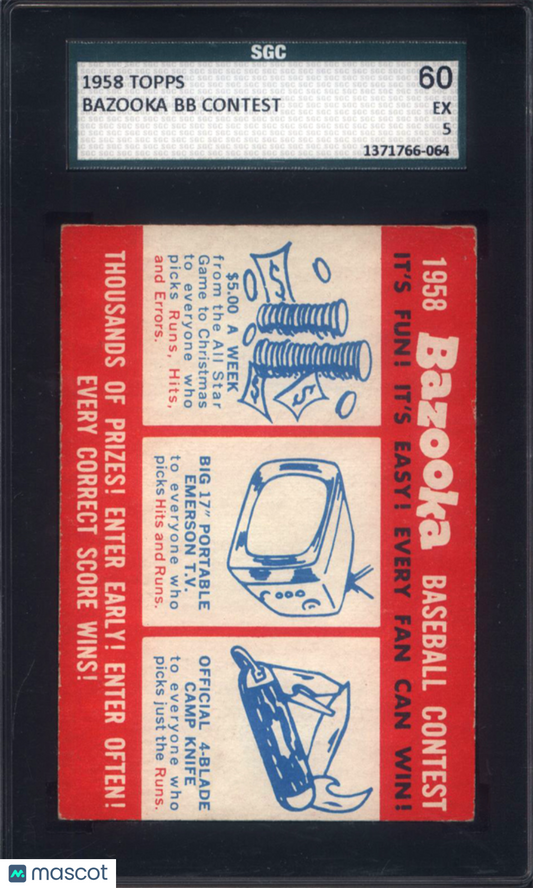 SGC
1958 TOPPS
BAZOOKA BB CONTEST
60
EX
5
1371766-064
1958 Bazooka BASEBALL CONTEST
IT'S FUN! IT'S EASY! EVERY FAN CAN WIN!
$5.00 A WEEK
from the All Star
Game to Christmas
to everyone who
picks Runs, Hits,
and Errors.
BIG 17" PORTABLE
EMERSON T.V.
to everyone who
picks Hits and Runs.
OFFICIAL 4-BLADE
CAMP KNIFE
to everyone who
picks just the Runs.
THOUSANDS OF PRIZES! ENTER EARLY! ENTER OFTEN!
EVERY CORRECT SCORE WINS!
mascot